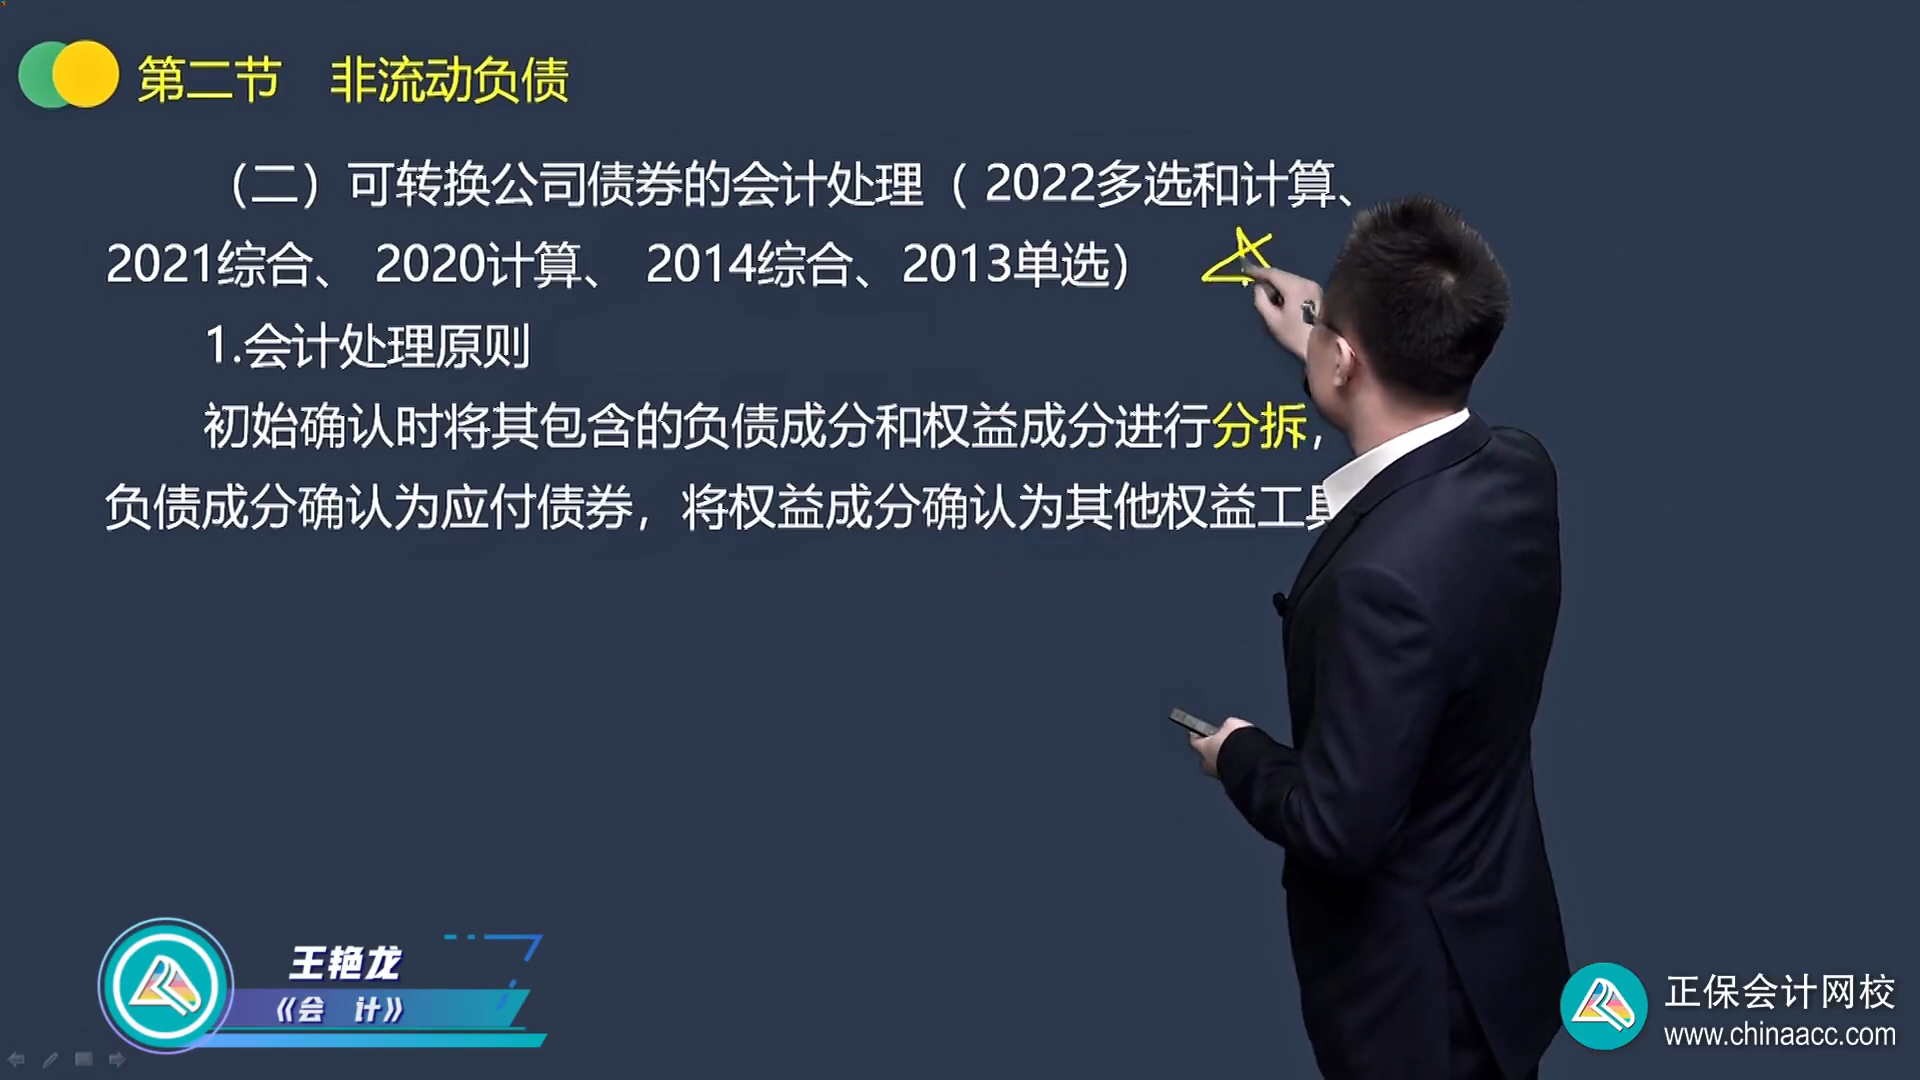 第二节 非流动负债
（二）可转换公司债券的会计处理（ 2022多选和计算、
2021综合、 2020计算、 2014综合、2013单选）
1.会计处理原则
初始确认时将其包含的负债成分和权益成分进行分拆，
负债成分确认为应付债券，将权益成分确认为其他权益工具
王艳龙
《会 计》
正保会计网校
www.chinaacc.com